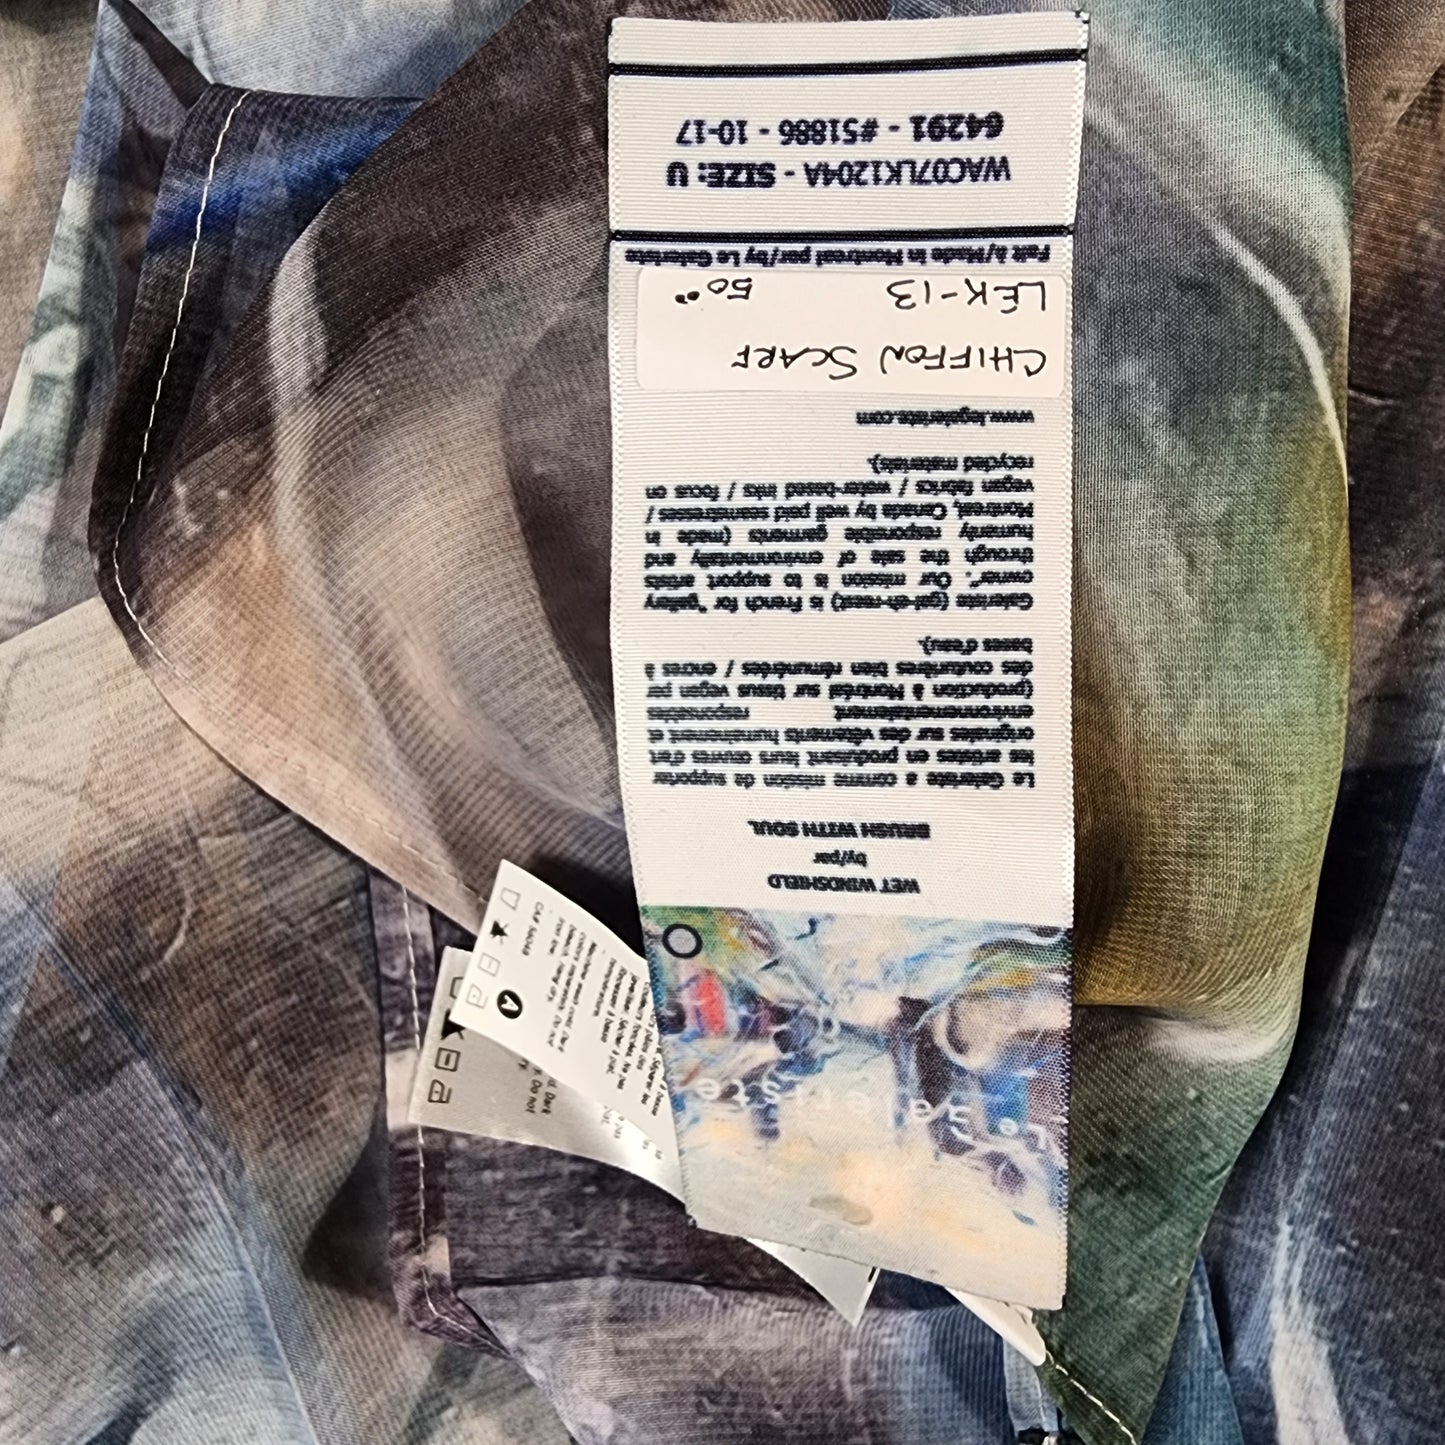 Le
galeriste
WET WINDSHIELD
by/par
BRUSH WITH SOUL
Le Galeriste a comme mission de supporter
les artistes en produisant leurs œuvres d'art
originales sur des vêtements humainement et
environnementalement responsables
(production à Montréal sur tissus vegan par
des couturières bien rémunérées / encres à
bases d'eau).
Galeriste (gal-eh-reest) is French for "gallery
owner". Our mission is to support artists
through the sale of environmentally and
humanly responsible garments (made in
Montreal, Canada by well paid seamstresses /
vegan fabrics / water-based inks / focus on
recycled materials).
www.legaleriste.com
CHIFFON SCARF
LEK-13 50""
Fait à/Made in Montreal par/by Le Galeriste
WAC07LK1204A - SIZE: U
64291 - #51886 - 10-17